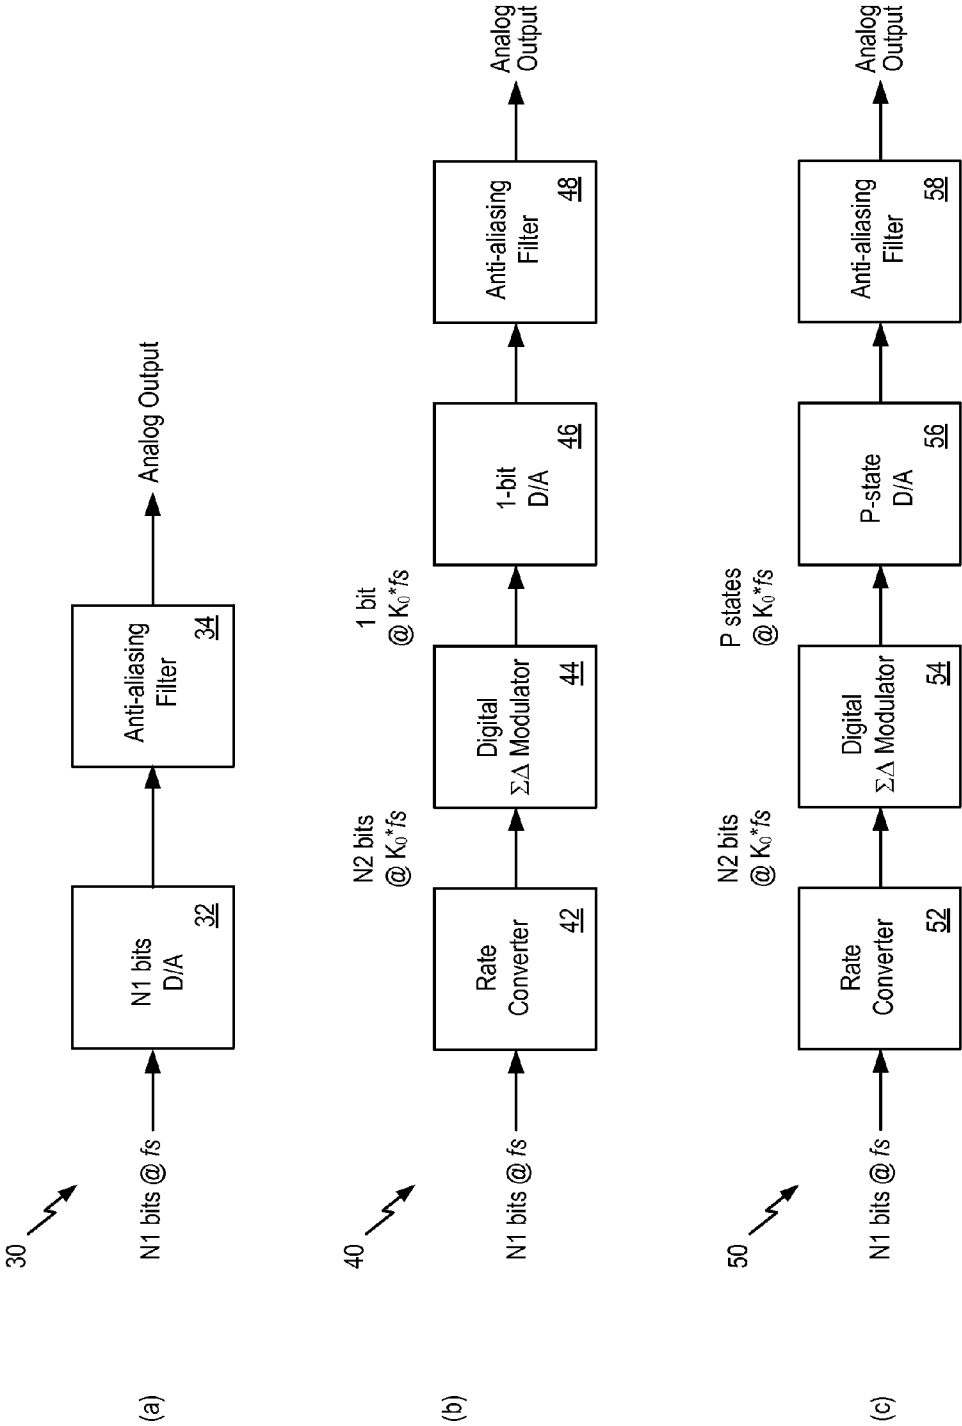 30
N1 bits @ fs
N1 bits
D/A
32
Anti-aliasing
Filter
34
Analog Output
(a)
40
N1 bits @ fs
Rate
Converter
42
N2 bits
@ K₀*fs
Digital
ΣΔ Modulator
44
1 bit
@ K₀*fs
1-bit
D/A
46
Anti-aliasing
Filter
48
Analog
Output
(b)
50
N1 bits @ fs
Rate
Converter
52
N2 bits
@ K₀*fs
Digital
ΣΔ Modulator
54
P states
@ K₀*fs
P-state
D/A
56
Anti-aliasing
Filter
58
Analog
Output
(c)